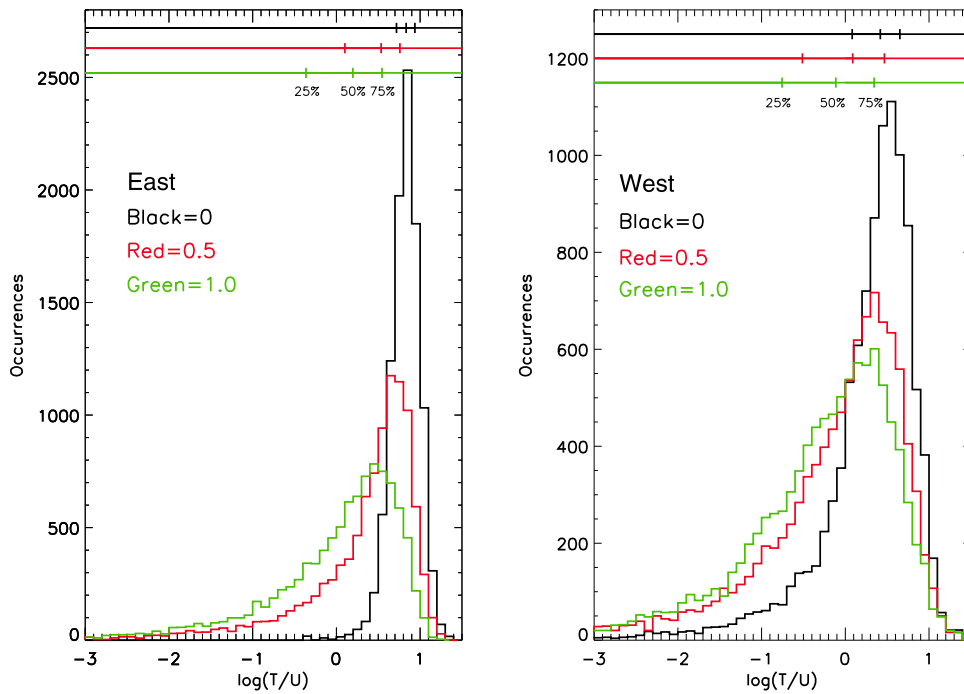 2500
2000
1500
1000
500
0
Occurrences
25% 50% 75%
East
Black=0
Red=0.5
Green=1.0
-3 -2 -1 0 1
log(T/U)
1200
1000
800
600
400
200
0
Occurrences
25% 50% 75%
West
Black=0
Red=0.5
Green=1.0
-3 -2 -1 0 1
log(T/U)